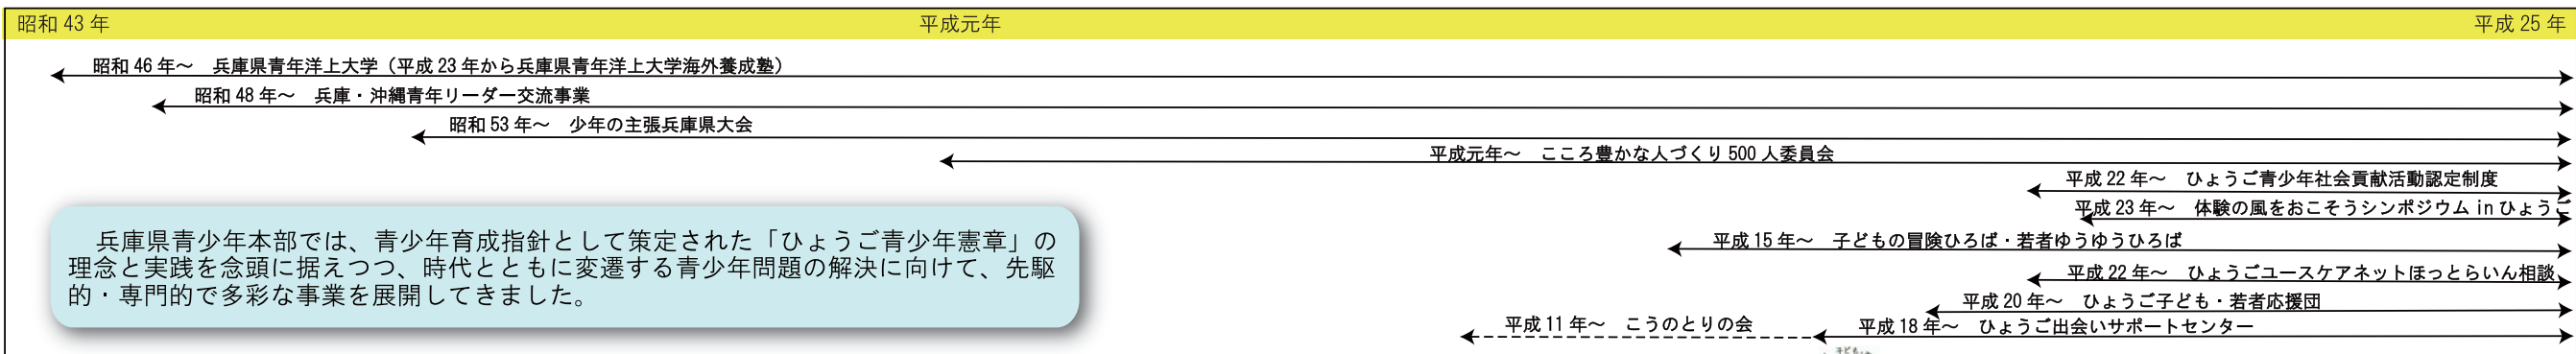 昭和 43 年
平成元年
平成 25 年
昭和 46 年～　兵庫県青年洋上大学（平成 23 年から兵庫県青年洋上大学海外養成塾）
昭和 48 年～　兵庫・沖縄青年リーダー交流事業
昭和 53 年～　少年の主張兵庫県大会
平成元年～　こころ豊かな人づくり 500 人委員会
平成 22 年～　ひょうご青少年社会貢献活動認定制度
平成 23 年～　体験の風をおこそうシンポジウム in ひょうご
平成 15 年～　子どもの冒険ひろば・若者ゆうゆうひろば
平成 22 年～　ひょうごユースケアネットほっとらいん相談
平成 20 年～　ひょうご子ども・若者応援団
平成 11 年～　こうのとりの会
平成 18 年～　ひょうご出会いサポートセンター
兵庫県青少年本部では、青少年育成指針として策定された「ひょうご青少年憲章」の
理念と実践を念頭に据えつつ、時代とともに変遷する青少年問題の解決に向けて、先駆
的・専門的で多彩な事業を展開してきました。